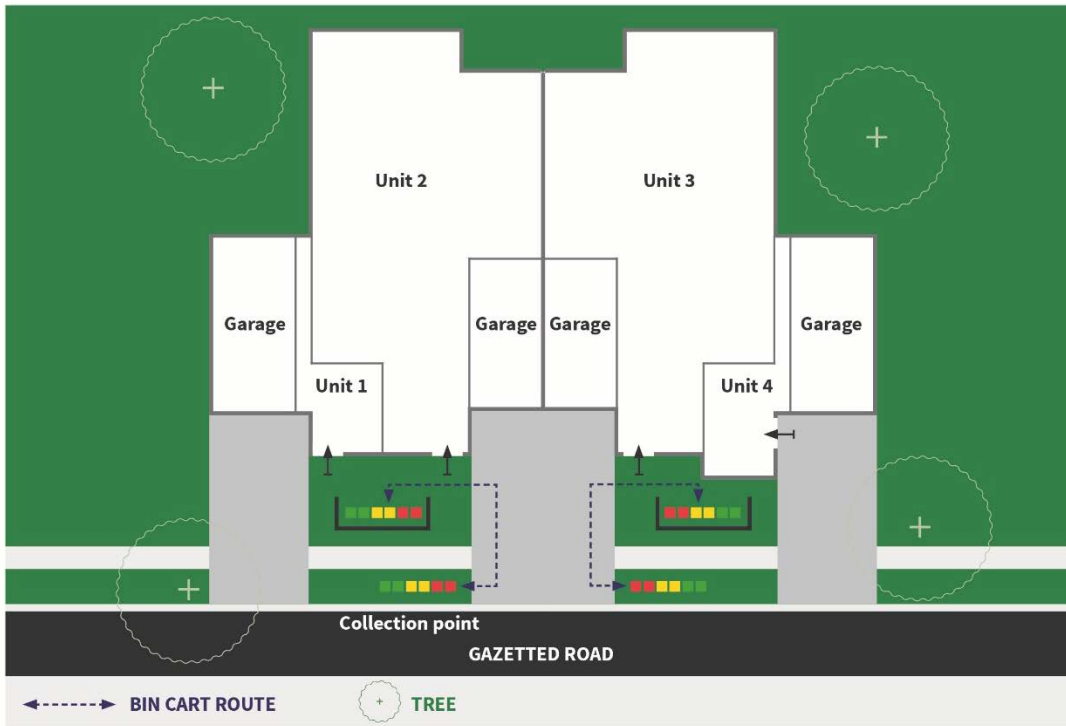 Unit 2
Unit 3
Garage
Garage
Garage
Garage
Unit 1
Unit 4
Collection point
GAZETTED ROAD
BIN CART ROUTE
TREE